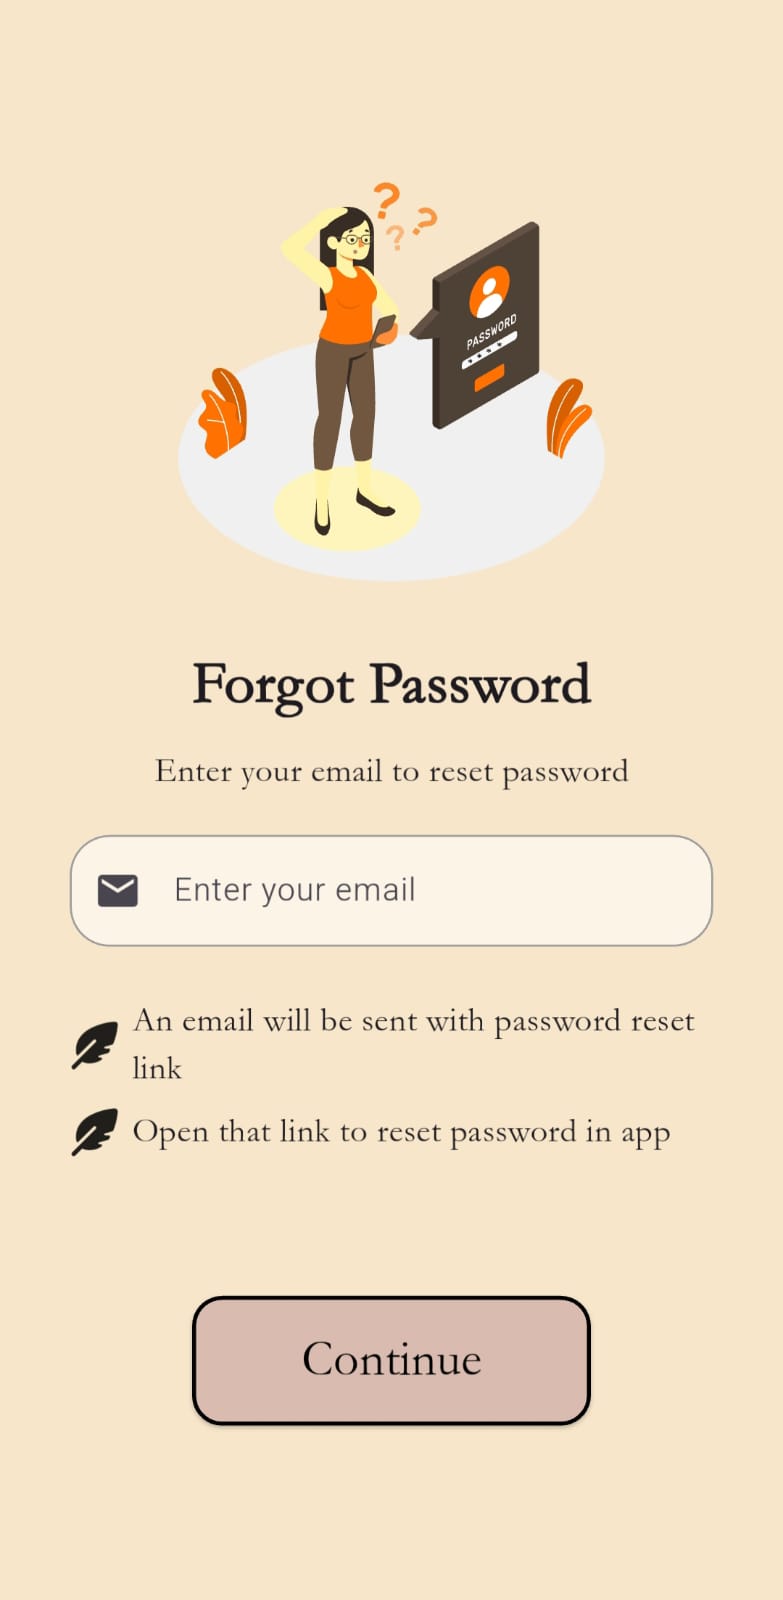 ? ? ?
PASSWORD
Forgot Password
Enter your email to reset password
Enter your email
An email will be sent with password reset
link
Open that link to reset password in app
Continue